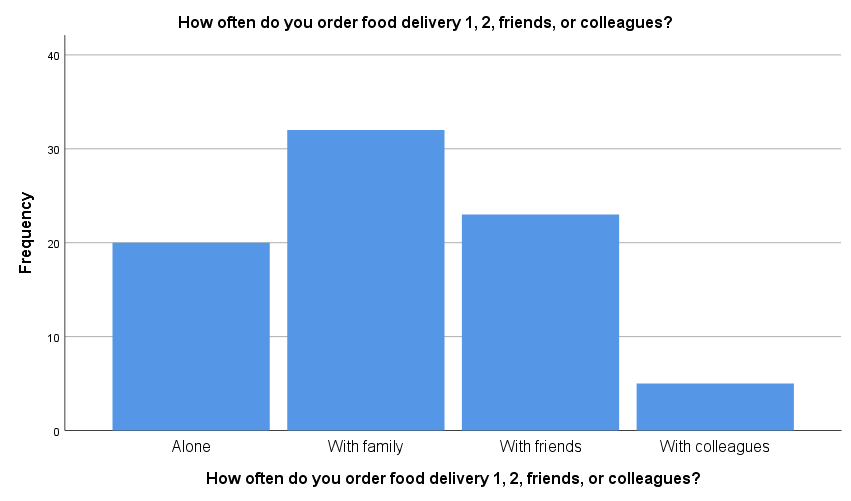 How often do you order food delivery 1, 2, friends, or colleagues?
40
30
20
10
0
Frequency
Alone
With family
With friends
With colleagues
How often do you order food delivery 1, 2, friends, or colleagues?